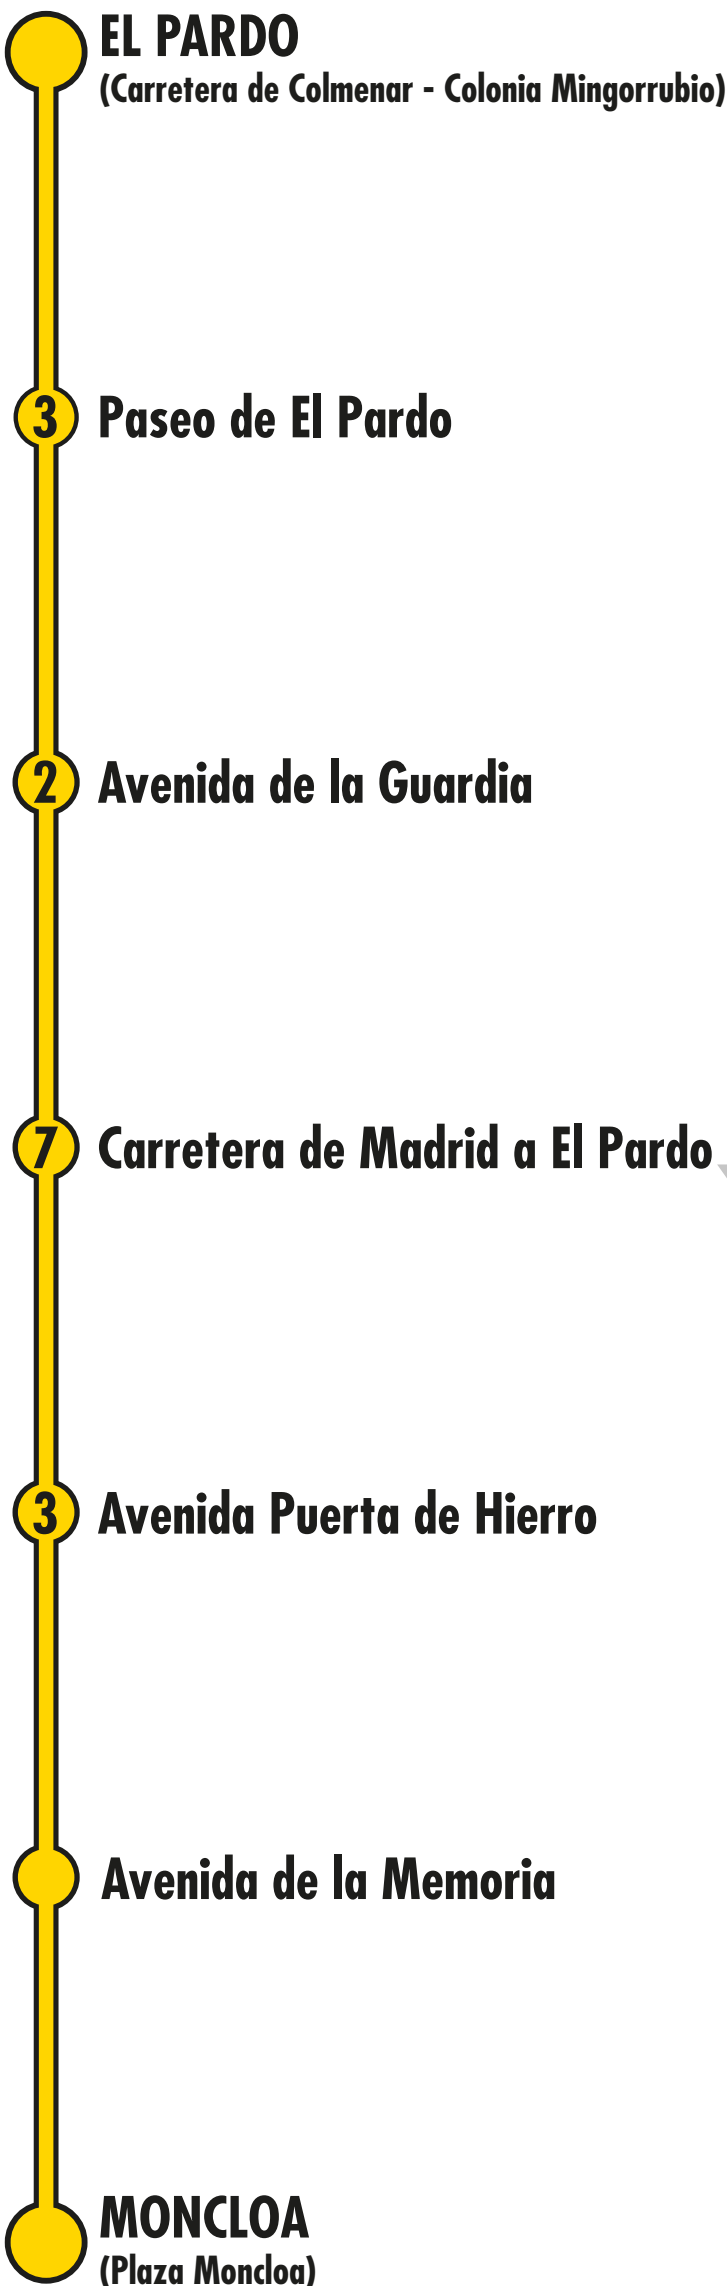 EL PARDO
(Carretera de Colmenar - Colonia Mingorrubio)
3 Paseo de El Pardo
2 Avenida de la Guardia
7 Carretera de Madrid a El Pardo
3 Avenida Puerta de Hierro
Avenida de la Memoria
MONCLOA
(Plaza Moncloa)